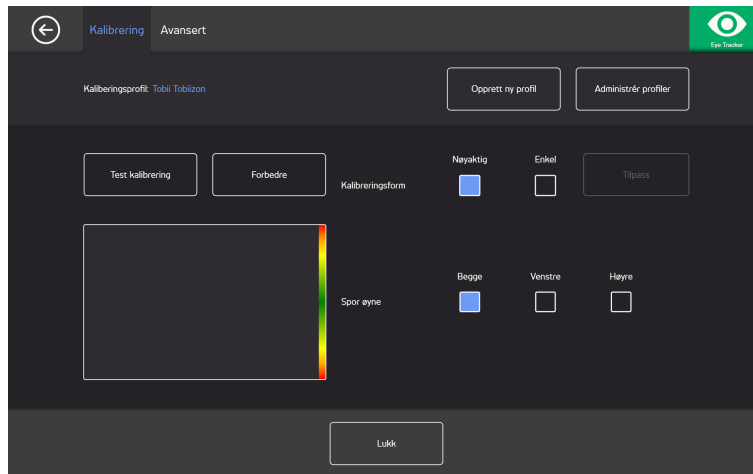 Kalibrering
Avansert
Eye Tracker
Kaliberingsprofil: Tobii Tobiizon
Opprett ny profil
Administrér profiler
Test kalibrering
Forbedre
Kalibreringsform
Nøyaktig
Enkel
Tilpass
Spor øyne
Begge
Venstre
Høyre
Lukk